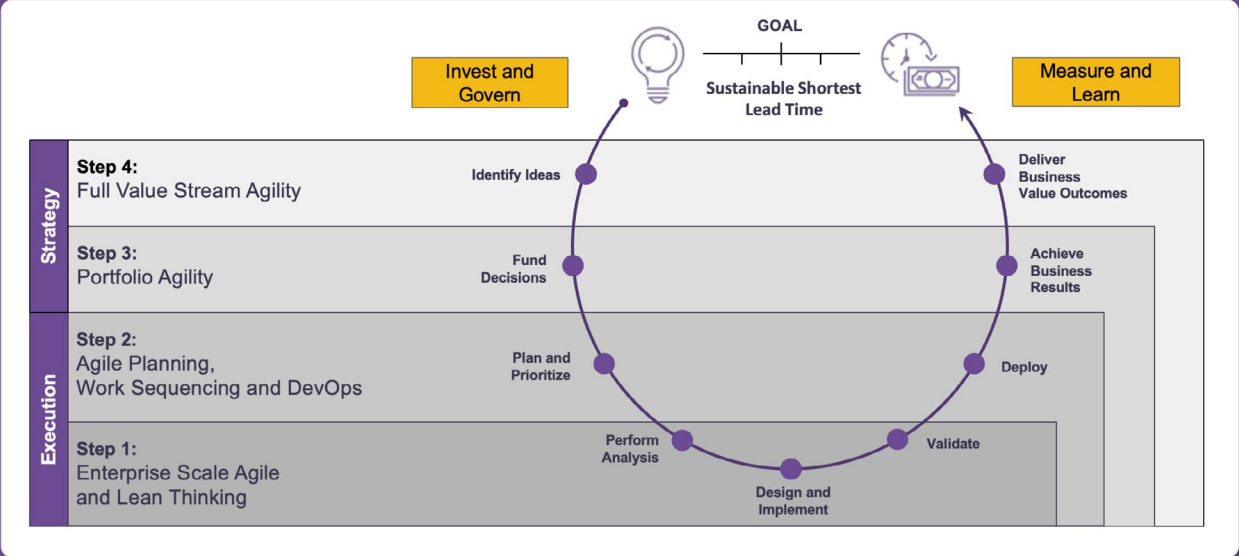 GOAL
Invest and
Govern
Sustainable Shortest
Lead Time
Measure and
Learn
Strategy
Step 4:
Full Value Stream Agility
Identify Ideas
Deliver
Business
Value Outcomes
Step 3:
Portfolio Agility
Fund
Decisions
Achieve
Business
Results
Execution
Step 2:
Agile Planning,
Work Sequencing and DevOps
Plan and
Prioritize
Deploy
Step 1:
Enterprise Scale Agile
and Lean Thinking
Perform
Analysis
Design and
Implement
Validate